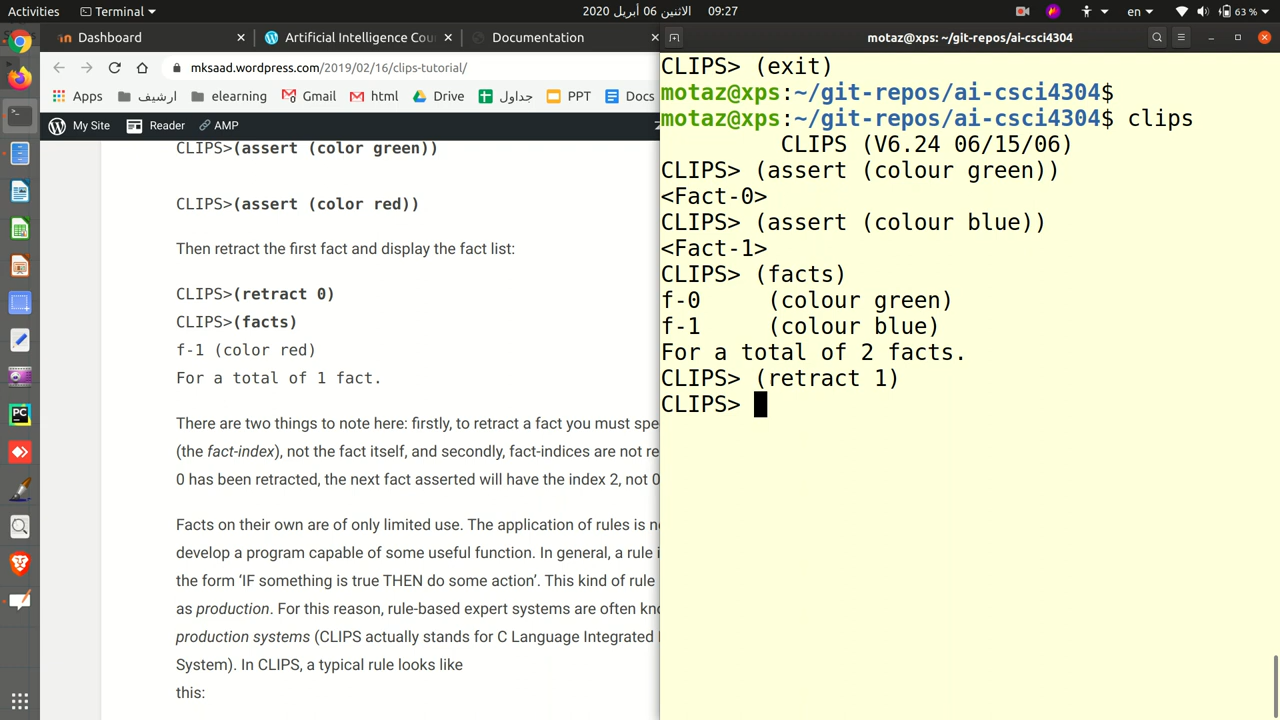 Activities
Terminal
الاثنين 06 أبريل 2020 09:27
en
63 %
Dashboard
Artificial Intelligence Cou
Documentation
motaz@xps: ~/git-repos/ai-csci4304
mksaad.wordpress.com/2019/02/16/clips-tutorial/
Apps
ارشيف
elearning
Gmail
html
Drive
جداول
PPT
Docs
My Site
Reader
AMP
CLIPS>(assert (color green))
CLIPS>(assert (color red))
Then retract the first fact and display the fact list:
CLIPS>(retract 0)
CLIPS>(facts)
f-1 (color red)
For a total of 1 fact.
There are two things to note here: firstly, to retract a fact you must spe
(the fact-index), not the fact itself, and secondly, fact-indices are not re
0 has been retracted, the next fact asserted will have the index 2, not 0
Facts on their own are of only limited use. The application of rules is ne
develop a program capable of some useful function. In general, a rule i
the form ‘IF something is true THEN do some action’. This kind of rule
as production. For this reason, rule-based expert systems are often kno
production systems (CLIPS actually stands for C Language Integrated
System). In CLIPS, a typical rule looks like
this:
CLIPS> (exit)
motaz@xps:~/git-repos/ai-csci4304$
motaz@xps:~/git-repos/ai-csci4304$ clips
CLIPS (V6.24 06/15/06)
CLIPS> (assert (colour green))
<Fact-0>
CLIPS> (assert (colour blue))
<Fact-1>
CLIPS> (facts)
f-0 (colour green)
f-1 (colour blue)
For a total of 2 facts.
CLIPS> (retract 1)
CLIPS>